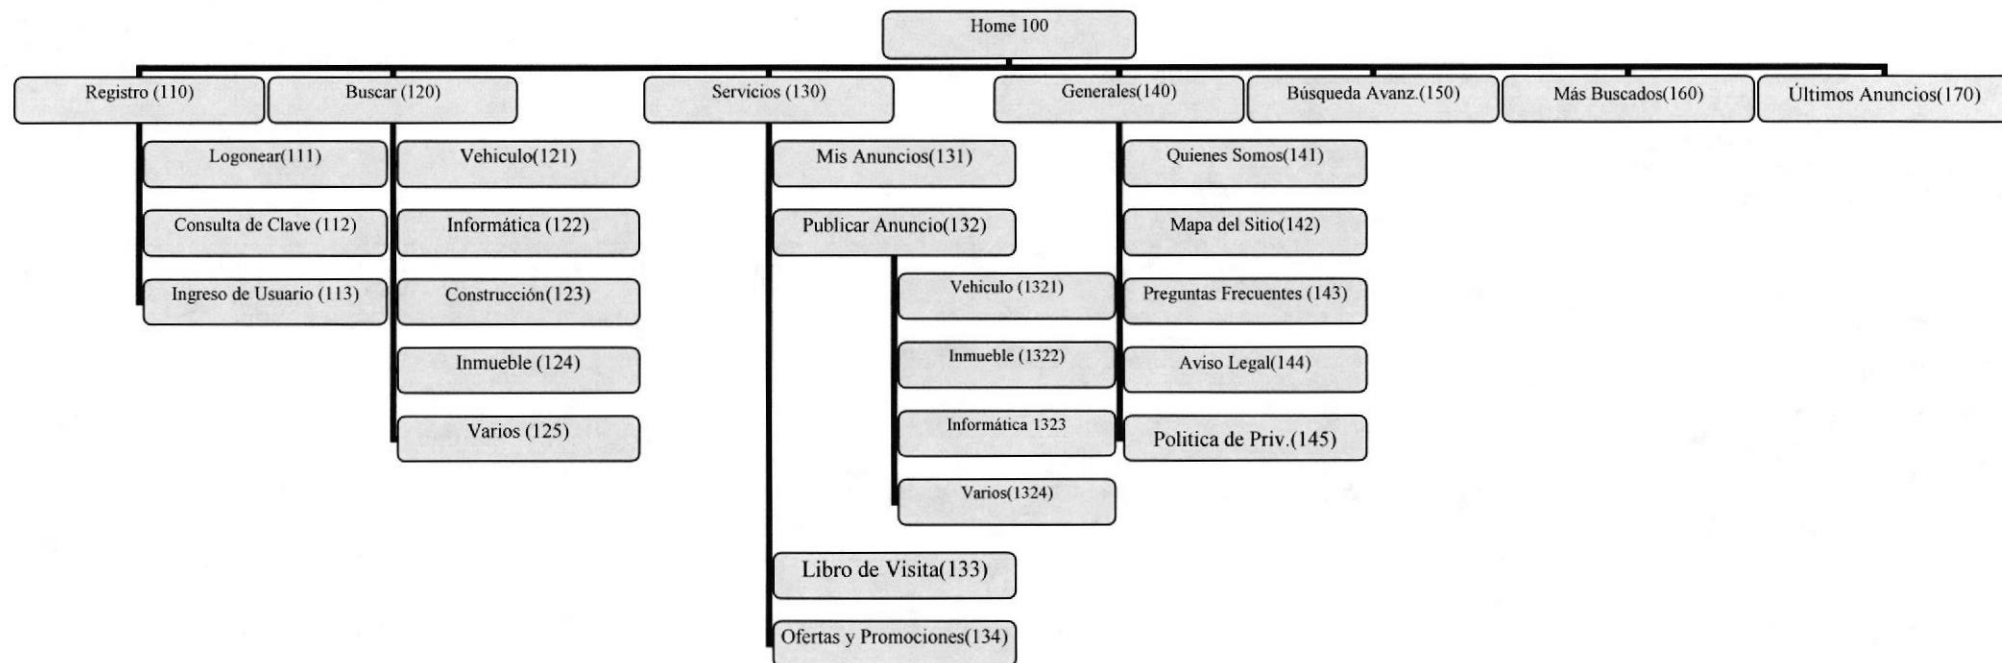 Home 100
Registro (110)
Buscar (120)
Servicios (130)
Generales(140)
Búsqueda Avanz.(150)
Más Buscados(160)
Últimos Anuncios(170)
Logonear(111)
Consulta de Clave (112)
Ingreso de Usuario (113)
Vehiculo(121)
Informática (122)
Construcción(123)
Inmueble (124)
Varios (125)
Mis Anuncios(131)
Publicar Anuncio(132)
Vehiculo (1321)
Inmueble (1322)
Informática 1323
Varios(1324)
Libro de Visita(133)
Ofertas y Promociones(134)
Quienes Somos(141)
Mapa del Sitio(142)
Preguntas Frecuentes (143)
Aviso Legal(144)
Politica de Priv.(145)